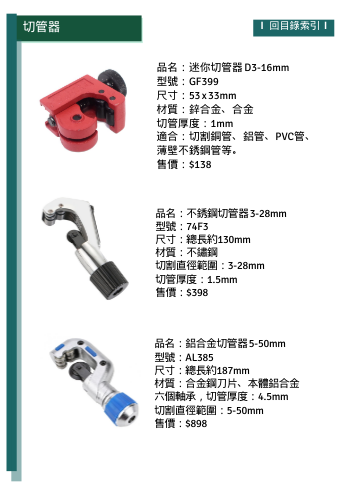 切管器
I 回目錄索引 I
品名：迷你切管器 D3-16mm
型號：GF399
尺寸：53 x 33mm
材質：鋅合金、合金
切管厚度：1mm
適合：切割銅管、鋁管、PVC管、
薄壁不銹鋼管等。
售價：$138
品名：不銹鋼切管器 3-28mm
型號：74F3
尺寸：總長約130mm
材質：不鏽鋼
切割直徑範圍：3-28mm
切管厚度：1.5mm
售價：$398
品名：鋁合金切管器 5-50mm
型號：AL385
尺寸：總長約187mm
材質：合金鋼刀片、本體鋁合金
六個軸承，切管厚度：4.5mm
切割直徑範圍：5-50mm
售價：$898